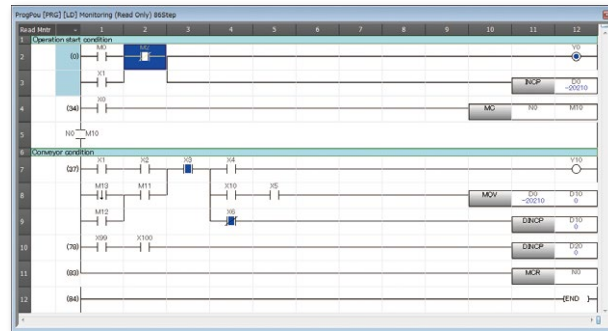 ProgPou [PRG] [LD] Monitoring (Read Only) 86Step
Read Mntr 1 2 3 4 5 6 7 8 9 10 11 12
1 Operation start condition
M0 M2 Y0
2 (0)
X1
3 INCP D0
-20210
X0
4 (34) MC N0 M10
5 N0 M10
6 Conveyor condition
X1 X2 X3 X4 Y10
7 (37)
M13 M11 X10 X5
8 MOV D0 D10
-20210 0
M12 X6
9 DINCP D10
0
X99 X100
10 (79) DINCP D20
0
11 (83) MCR N0
12 (84) END